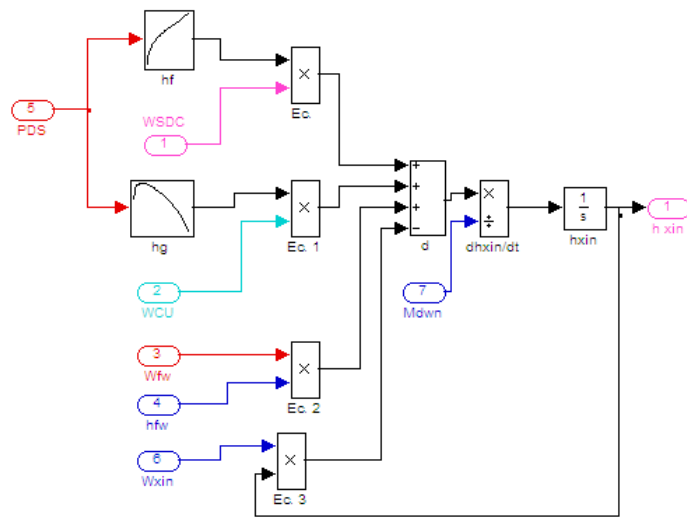 hf
5
PDS
×
Ec.
WSDC
1
hg
×
Ec. 1
2
WCU
+
+
+
−
d
×
÷
dhxin/dt
1
s
hxin
1
h xin
7
Mdwn
3
Wfw
4
hfw
×
Ec. 2
6
Wxin
×
Ec. 3